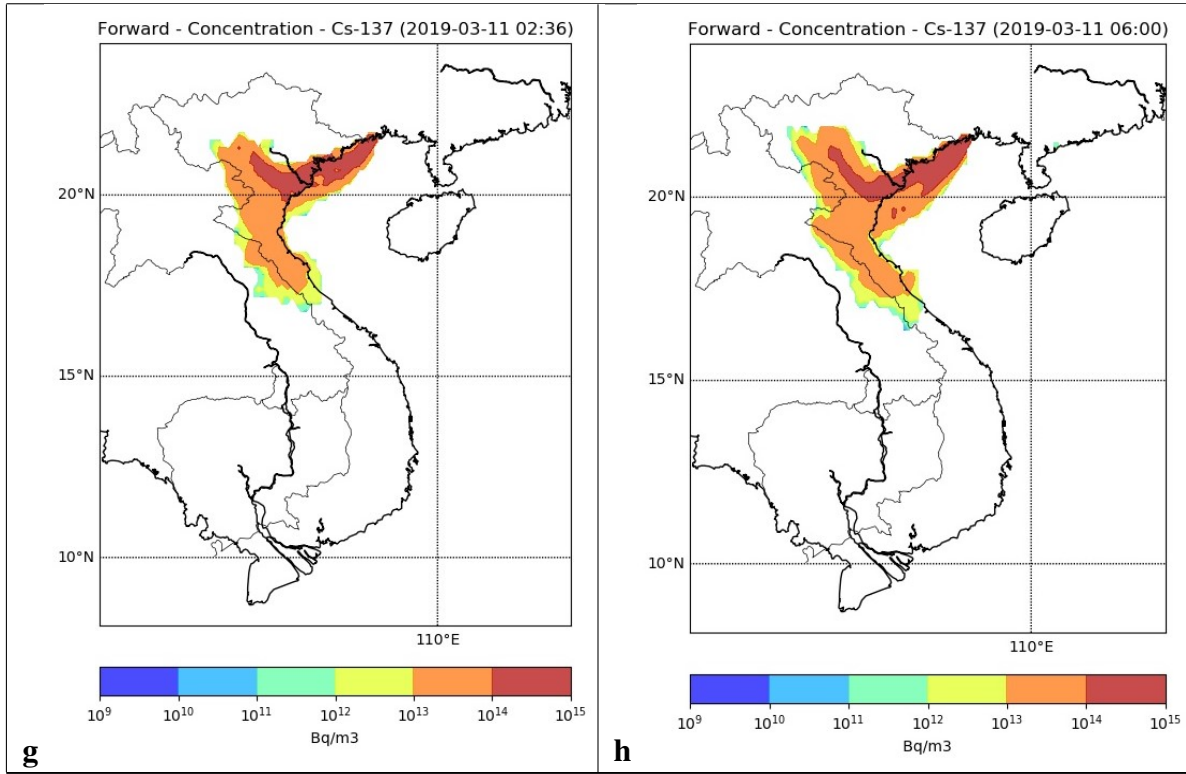 Forward - Concentration - Cs-137 (2019-03-11 02:36)
20°N
15°N
10°N
110°E
10⁹ 10¹⁰ 10¹¹ 10¹² 10¹³ 10¹⁴ 10¹⁵
Bq/m3
g
Forward - Concentration - Cs-137 (2019-03-11 06:00)
20°N
15°N
10°N
110°E
10⁹ 10¹⁰ 10¹¹ 10¹² 10¹³ 10¹⁴ 10¹⁵
Bq/m3
h